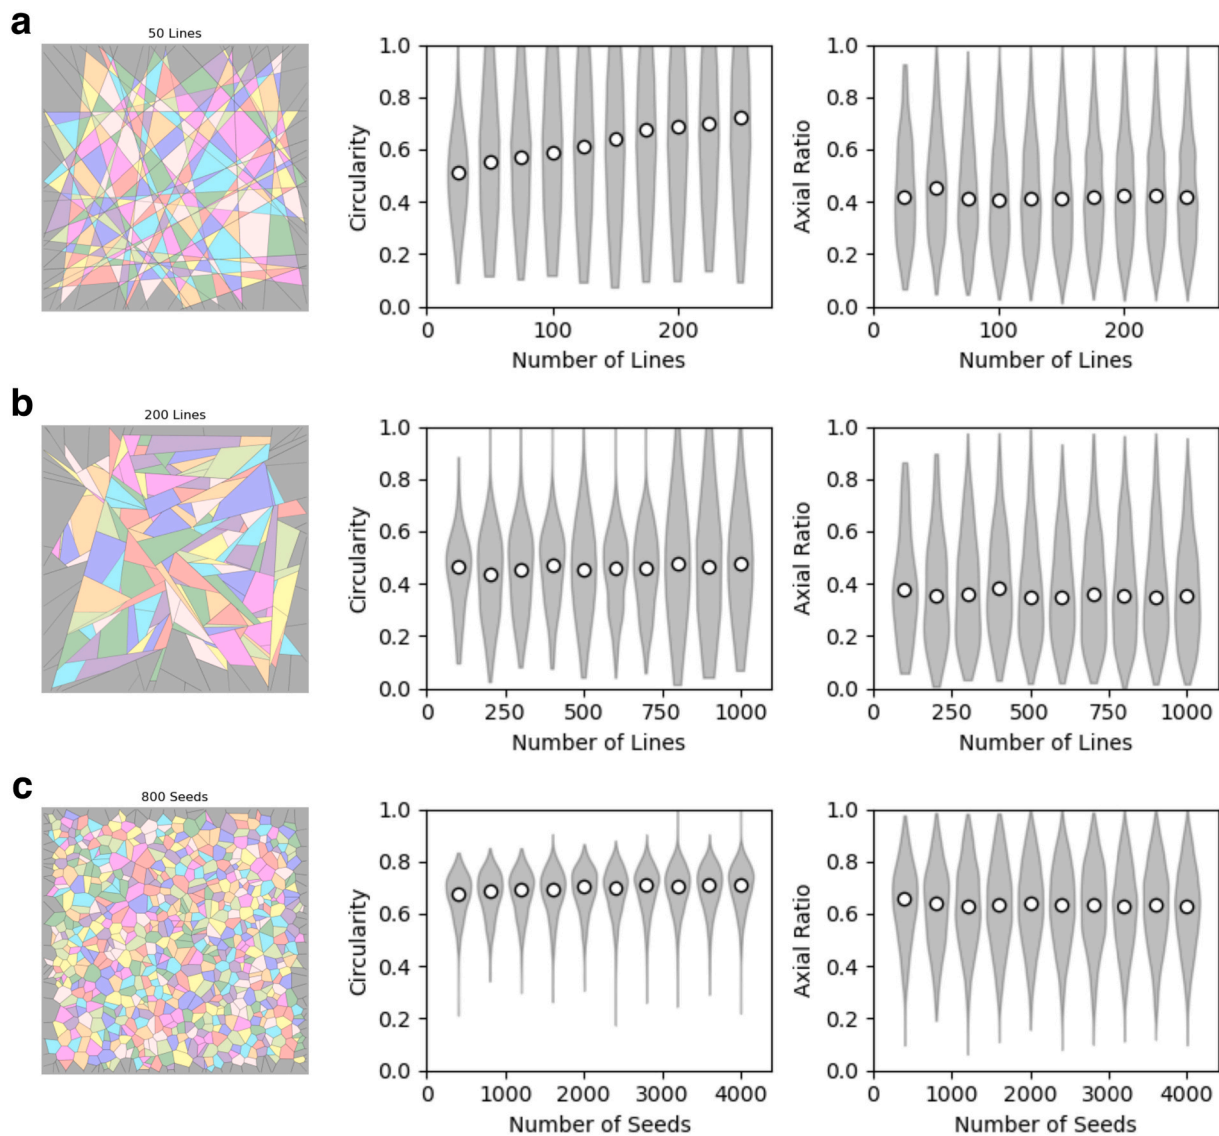 a
50 Lines
1.0
0.8
0.6
0.4
0.2
0.0
Circularity
0 100 200
Number of Lines
1.0
0.8
0.6
0.4
0.2
0.0
Axial Ratio
0 100 200
Number of Lines
b
200 Lines
1.0
0.8
0.6
0.4
0.2
0.0
Circularity
0 250 500 750 1000
Number of Lines
1.0
0.8
0.6
0.4
0.2
0.0
Axial Ratio
0 250 500 750 1000
Number of Lines
c
800 Seeds
1.0
0.8
0.6
0.4
0.2
0.0
Circularity
0 1000 2000 3000 4000
Number of Seeds
1.0
0.8
0.6
0.4
0.2
0.0
Axial Ratio
0 1000 2000 3000 4000
Number of Seeds